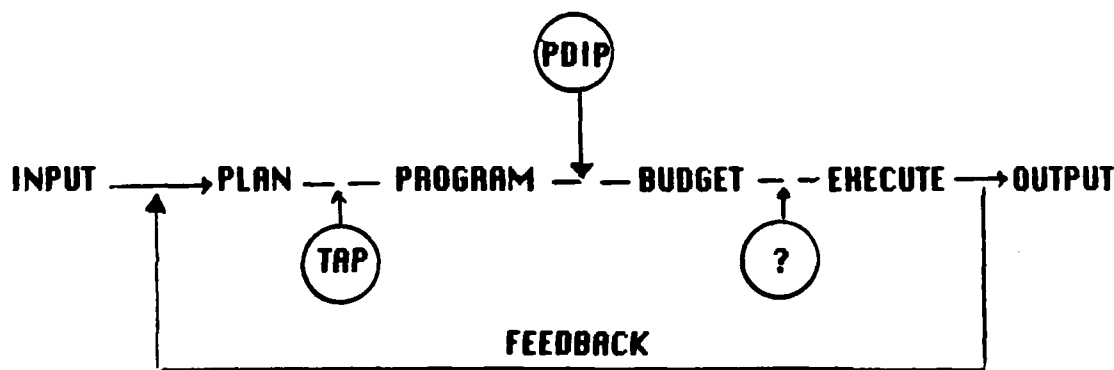 PDIP
INPUT PLAN PROGRAM BUDGET EXECUTE OUTPUT
TAP ?
FEEDBACK